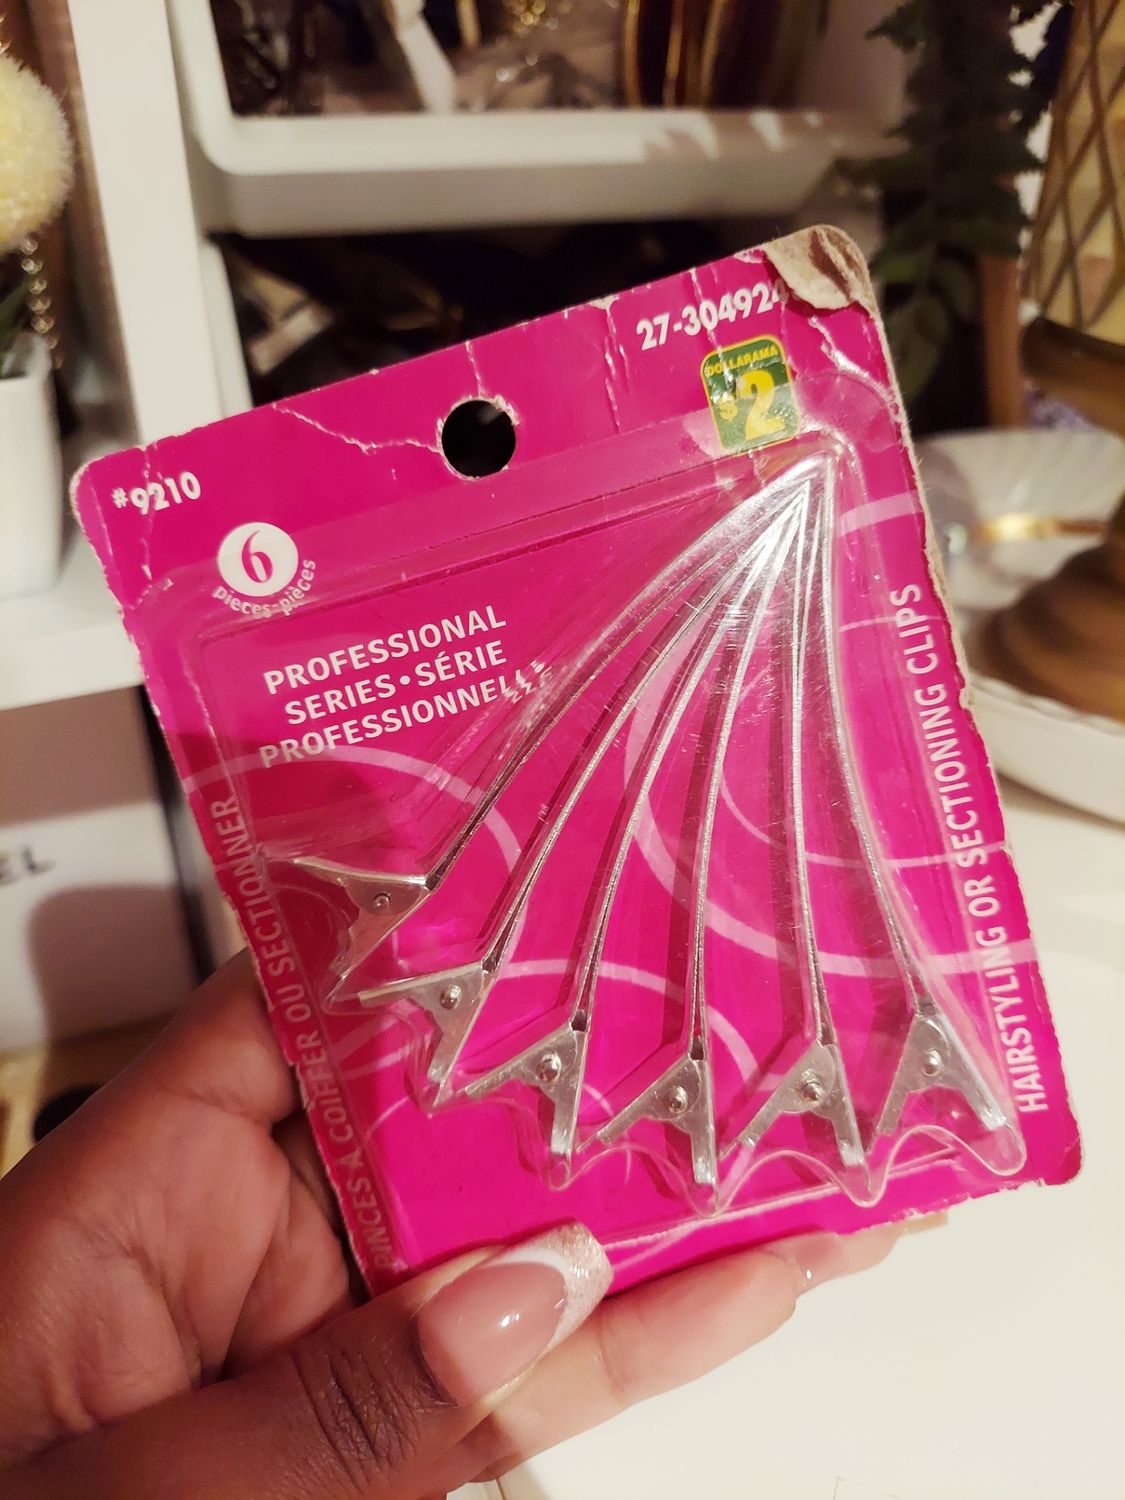 27-304924
DOLLARAMA
$2
#9210
6
pieces-pièces
PROFESSIONAL
SERIES•SÉRIE
PROFESSIONNELLE
PINCES À COIFFER OU SECTIONNER
HAIRSTYLING OR SECTIONING CLIPS